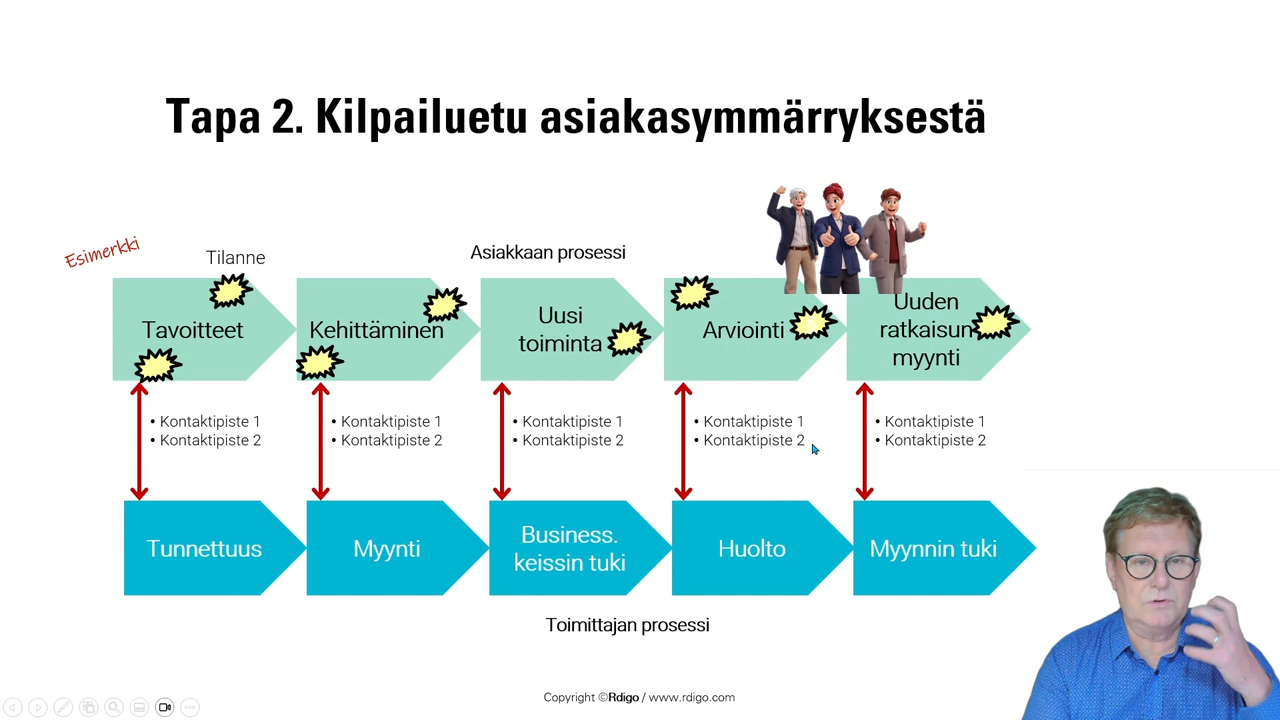 Tapa 2. Kilpailuetu asiakasymmärryksestä
Esimerkki
Tilanne
Asiakkaan prosessi
Tavoitteet
Kehittäminen
Uusi
toiminta
Arviointi
Uuden
ratkaisun
myynti
• Kontaktipiste 1
• Kontaktipiste 2
• Kontaktipiste 1
• Kontaktipiste 2
• Kontaktipiste 1
• Kontaktipiste 2
• Kontaktipiste 1
• Kontaktipiste 2
• Kontaktipiste 1
• Kontaktipiste 2
Tunnettuus
Myynti
Business.
keissin tuki
Huolto
Myynnin tuki
Toimittajan prosessi
Copyright ©Rdigo / www.rdigo.com